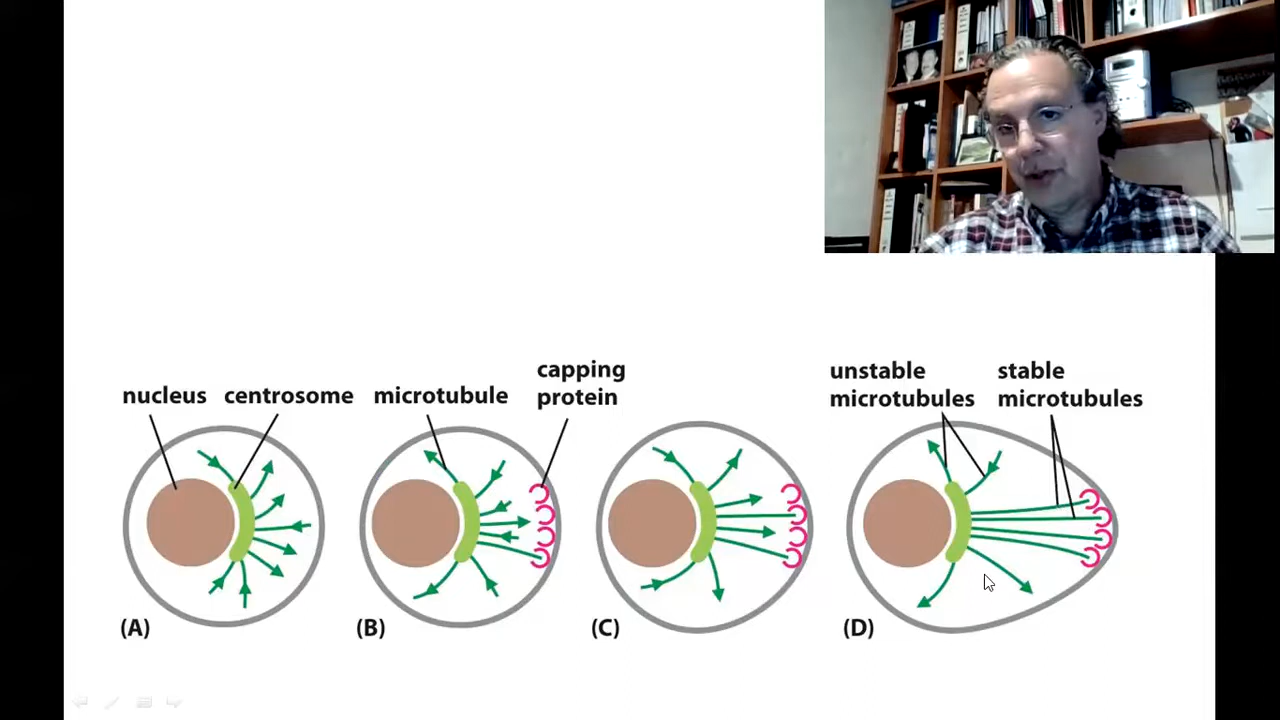 nucleus
centrosome
microtubule
capping
protein
unstable
microtubules
stable
microtubules
(A)
(B)
(C)
(D)